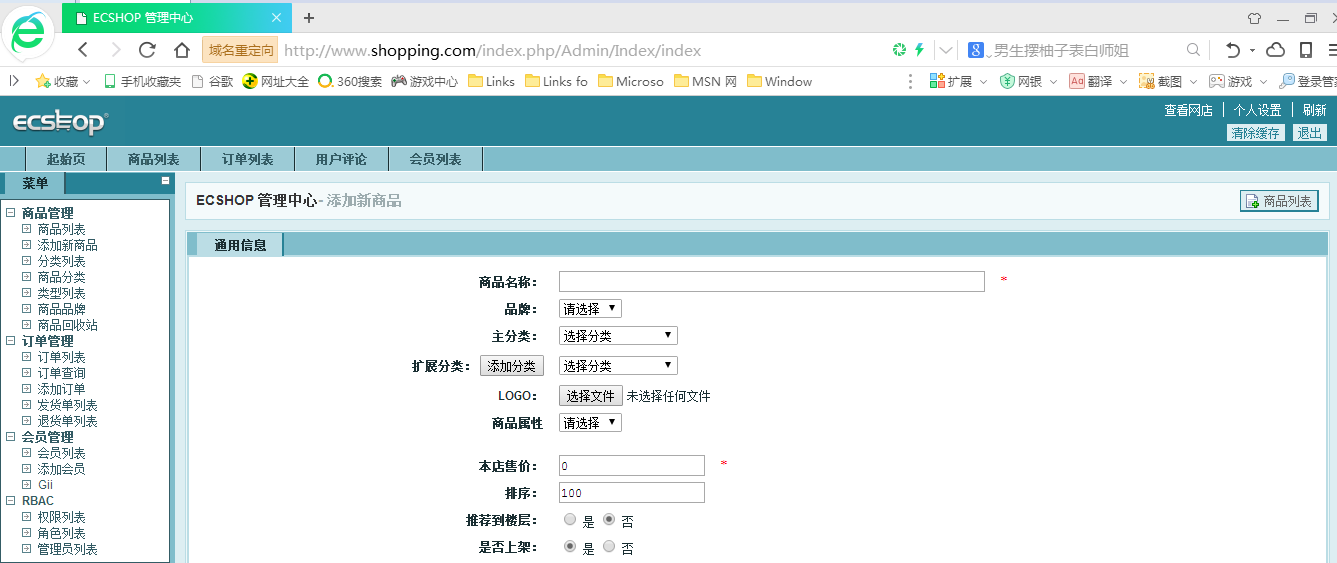 ECSHOP 管理中心
域名重定向 http://www.shopping.com/index.php/Admin/Index/index 男生摆柚子表白师姐
收藏 手机收藏夹 谷歌 网址大全 360搜索 游戏中心 Links Links fo Microso MSN 网 Window 扩展 网银 Aa 翻译 截图 游戏 登录管
ecshop
查看网店 个人设置 刷新
清除缓存 退出
起始页 商品列表 订单列表 用户评论 会员列表
菜单
商品管理
商品列表
添加新商品
分类列表
商品分类
类型列表
商品品牌
商品回收站
订单管理
订单列表
订单查询
添加订单
发货单列表
退货单列表
会员管理
会员列表
添加会员
Gii
RBAC
权限列表
角色列表
管理员列表
ECSHOP 管理中心- 添加新商品
商品列表
通用信息
商品名称： *
品牌： 请选择
主分类： 选择分类
扩展分类： 添加分类 选择分类
LOGO： 选择文件 未选择任何文件
商品属性 请选择
本店售价： 0 *
排序： 100
推荐到楼层： 是 否
是否上架： 是 否